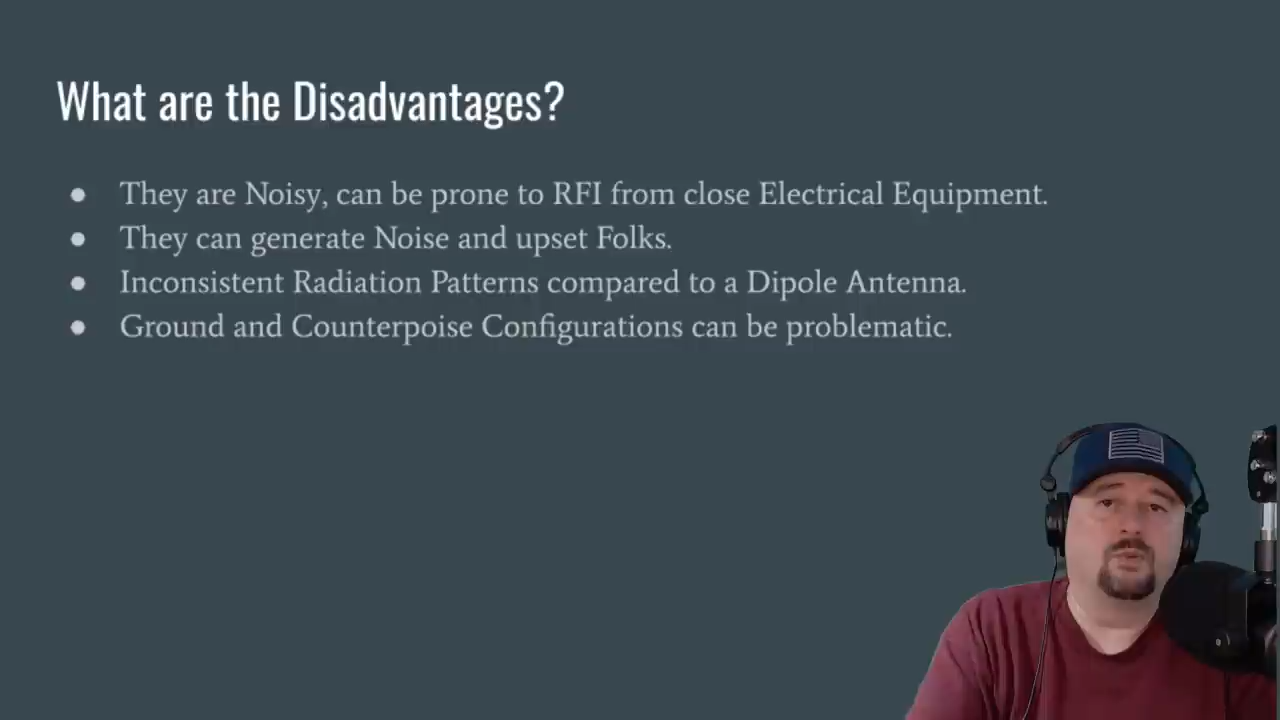 What are the Disadvantages?
● They are Noisy, can be prone to RFI from close Electrical Equipment.
● They can generate Noise and upset Folks.
● Inconsistent Radiation Patterns compared to a Dipole Antenna.
● Ground and Counterpoise Configurations can be problematic.